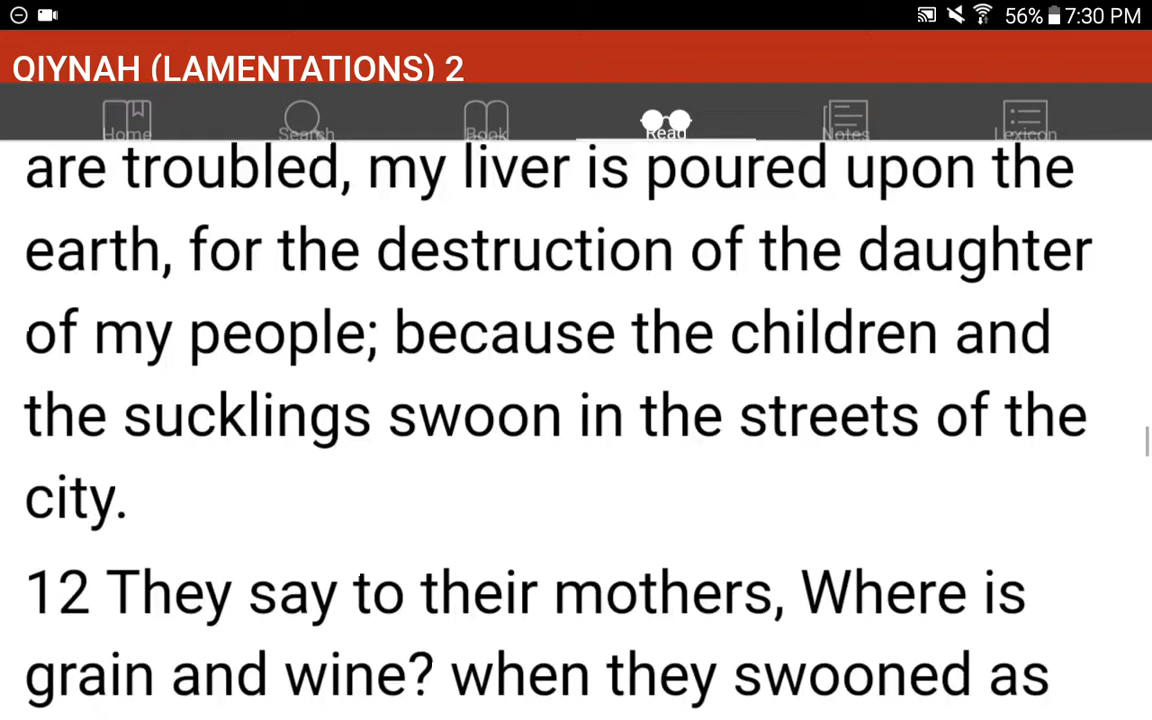 56% 7:30 PM
QIYNAH (LAMENTATIONS) 2
Home Search Book Read Notes Lexicon
are troubled, my liver is poured upon the
earth, for the destruction of the daughter
of my people; because the children and
the sucklings swoon in the streets of the
city.
12 They say to their mothers, Where is
grain and wine? when they swooned as